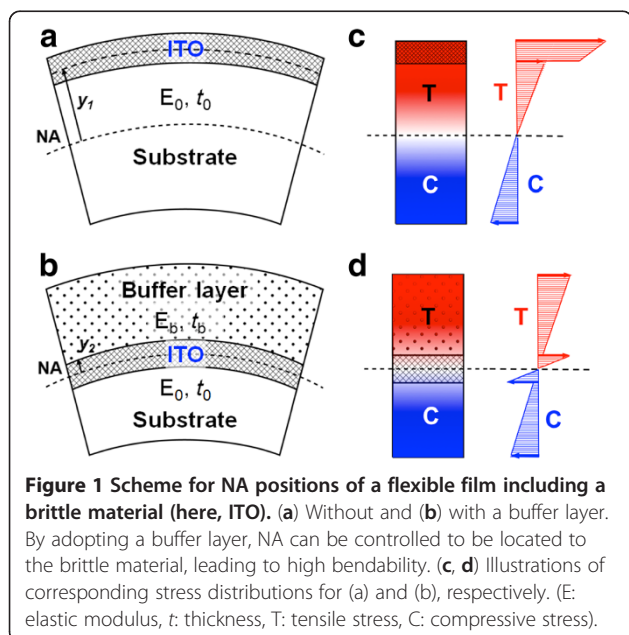 a
ITO
y₁
E₀, t₀
NA
Substrate
c
T
T
C
C
b
Buffer layer
E_b, t_b
y₂
ITO
NA
E₀, t₀
Substrate
d
T
T
C
C
Figure 1 Scheme for NA positions of a flexible film including a
brittle material (here, ITO). (a) Without and (b) with a buffer layer.
By adopting a buffer layer, NA can be controlled to be located to
the brittle material, leading to high bendability. (c, d) Illustrations of
corresponding stress distributions for (a) and (b), respectively. (E:
elastic modulus, t: thickness, T: tensile stress, C: compressive stress).